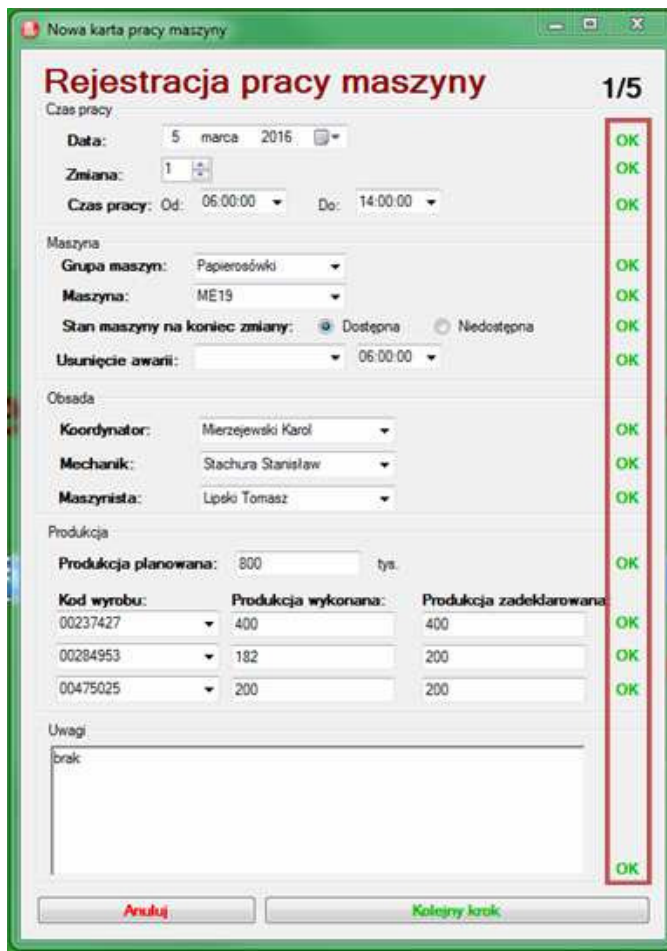 Nowa karta pracy maszyny
Rejestracja pracy maszyny 1/5
Czas pracy
Data: 5 marca 2016 OK
Zmiana: 1 OK
Czas pracy: Od: 06:00:00 Do: 14:00:00 OK
Maszyna
Grupa maszyn: Papierosówki OK
Maszyna: ME19 OK
Stan maszyny na koniec zmiany: Dostępna Niedostępna OK
Usunięcie awarii: 06:00:00 OK
Obsada
Koordynator: Mierzejewski Karol OK
Mechanik: Stachura Stanisław OK
Maszynista: Lipski Tomasz OK
Produkcja
Produkcja planowana: 800 tys. OK
Kod wyrobu: Produkcja wykonana: Produkcja zadeklarowana
00237427 400 400 OK
00284953 182 200 OK
00475025 200 200 OK
Uwagi
brak
OK
Anuluj Kolejny krok